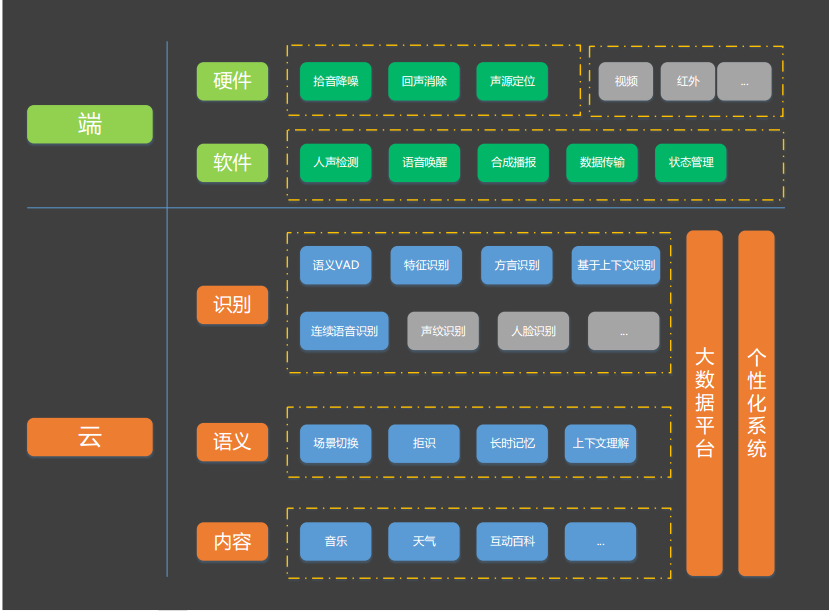 端
硬件
拾音降噪
回声消除
声源定位
视频
红外
...
软件
人声检测
语音唤醒
合成播报
数据传输
状态管理
云
识别
语义VAD
特征识别
方言识别
基于上下文识别
连续语音识别
声纹识别
人脸识别
...
语义
场景切换
拒识
长时记忆
上下文理解
内容
音乐
天气
互动百科
...
大数据平台
个性化系统